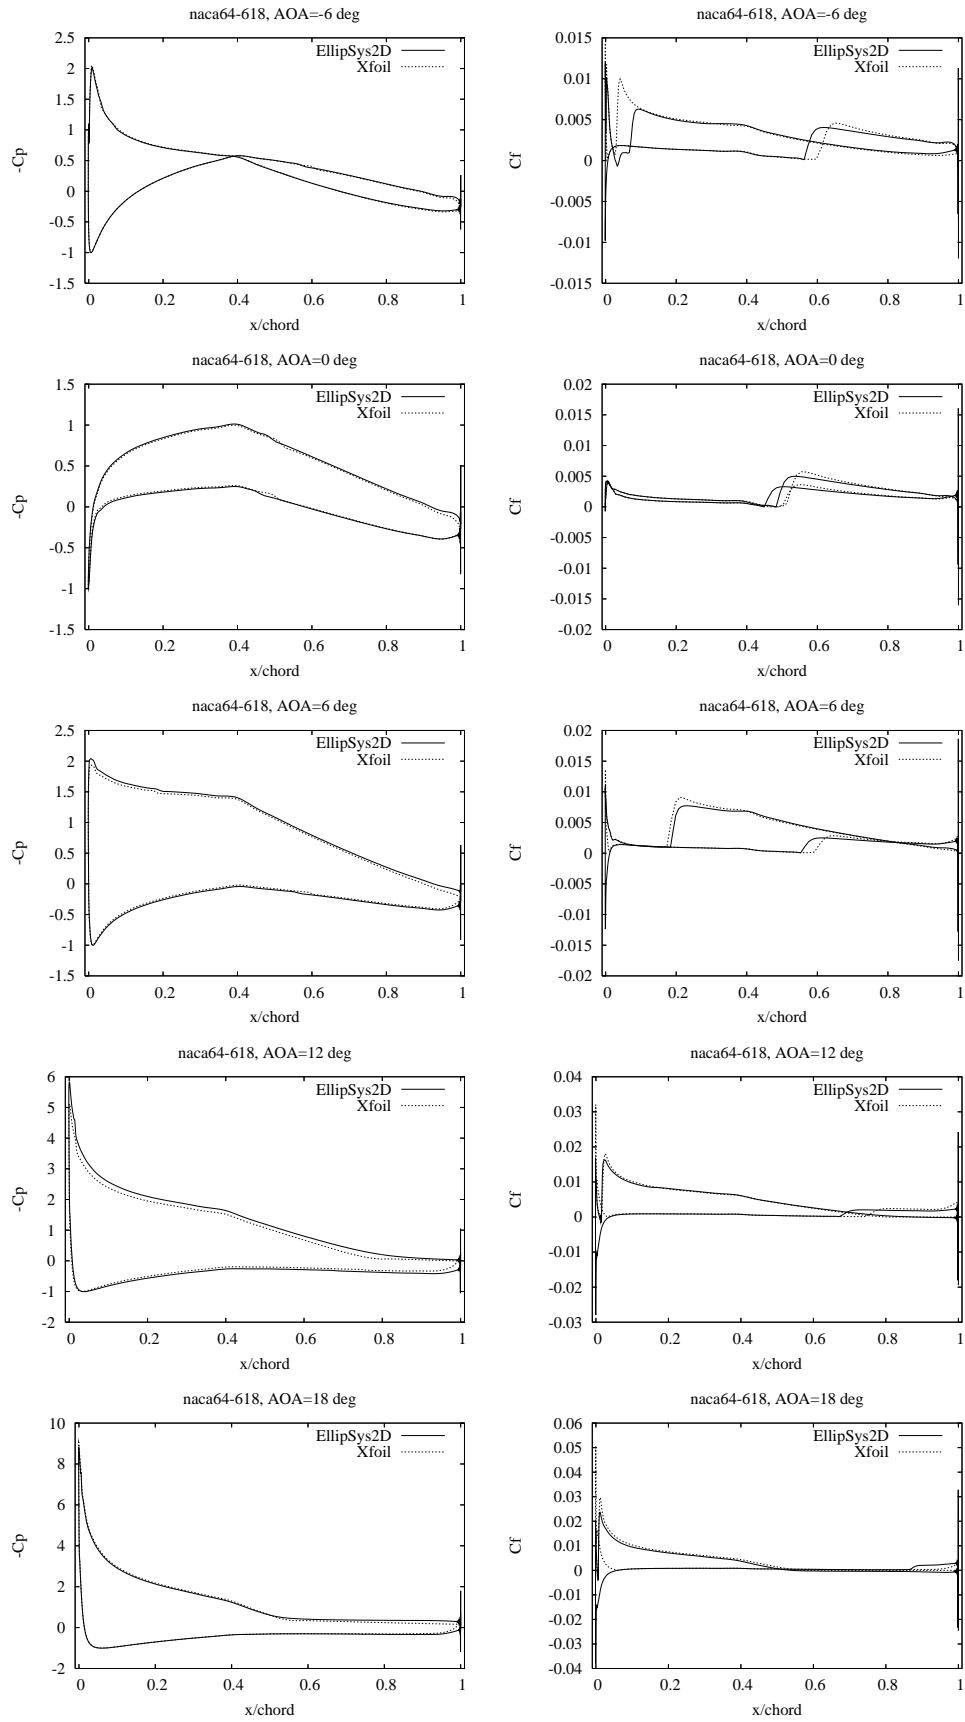 naca64-618, AOA=-6 deg
EllipSys2D
Xfoil
2.5
2
1.5
1
0.5
0
-0.5
-1
-1.5
-Cp
0 0.2 0.4 0.6 0.8 1
x/chord
naca64-618, AOA=-6 deg
EllipSys2D
Xfoil
0.015
0.01
0.005
0
-0.005
-0.01
-0.015
Cf
0 0.2 0.4 0.6 0.8 1
x/chord
naca64-618, AOA=0 deg
EllipSys2D
Xfoil
1.5
1
0.5
0
-0.5
-1
-1.5
-Cp
0 0.2 0.4 0.6 0.8 1
x/chord
naca64-618, AOA=0 deg
EllipSys2D
Xfoil
0.02
0.015
0.01
0.005
0
-0.005
-0.01
-0.015
-0.02
Cf
0 0.2 0.4 0.6 0.8 1
x/chord
naca64-618, AOA=6 deg
EllipSys2D
Xfoil
2.5
2
1.5
1
0.5
0
-0.5
-1
-1.5
-Cp
0 0.2 0.4 0.6 0.8 1
x/chord
naca64-618, AOA=6 deg
EllipSys2D
Xfoil
0.02
0.015
0.01
0.005
0
-0.005
-0.01
-0.015
-0.02
Cf
0 0.2 0.4 0.6 0.8 1
x/chord
naca64-618, AOA=12 deg
EllipSys2D
Xfoil
6
5
4
3
2
1
0
-1
-2
-Cp
0 0.2 0.4 0.6 0.8 1
x/chord
naca64-618, AOA=12 deg
EllipSys2D
Xfoil
0.04
0.03
0.02
0.01
0
-0.01
-0.02
-0.03
Cf
0 0.2 0.4 0.6 0.8 1
x/chord
naca64-618, AOA=18 deg
EllipSys2D
Xfoil
10
8
6
4
2
0
-2
-Cp
0 0.2 0.4 0.6 0.8 1
x/chord
naca64-618, AOA=18 deg
EllipSys2D
Xfoil
0.06
0.05
0.04
0.03
0.02
0.01
0
-0.01
-0.02
-0.03
-0.04
Cf
0 0.2 0.4 0.6 0.8 1
x/chord